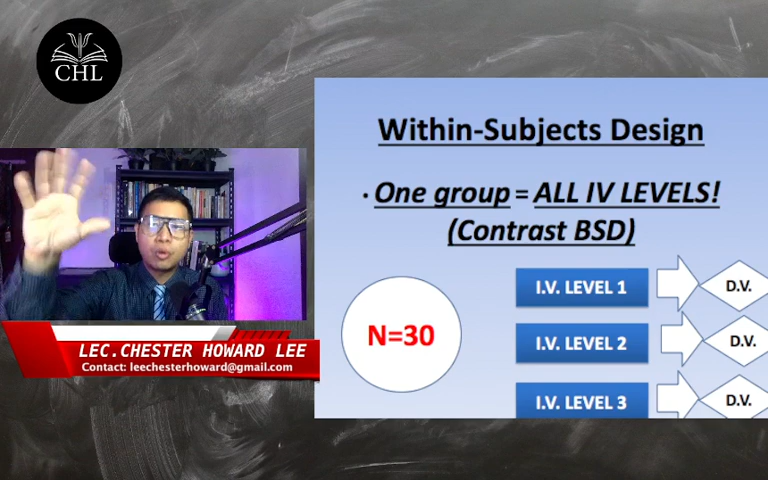 CHL
Within-Subjects Design
· One group = ALL IV LEVELS!
(Contrast BSD)
N=30
I.V. LEVEL 1
D.V.
I.V. LEVEL 2
D.V.
I.V. LEVEL 3
D.V.
LEC.CHESTER HOWARD LEE
Contact: leechesterhoward@gmail.com